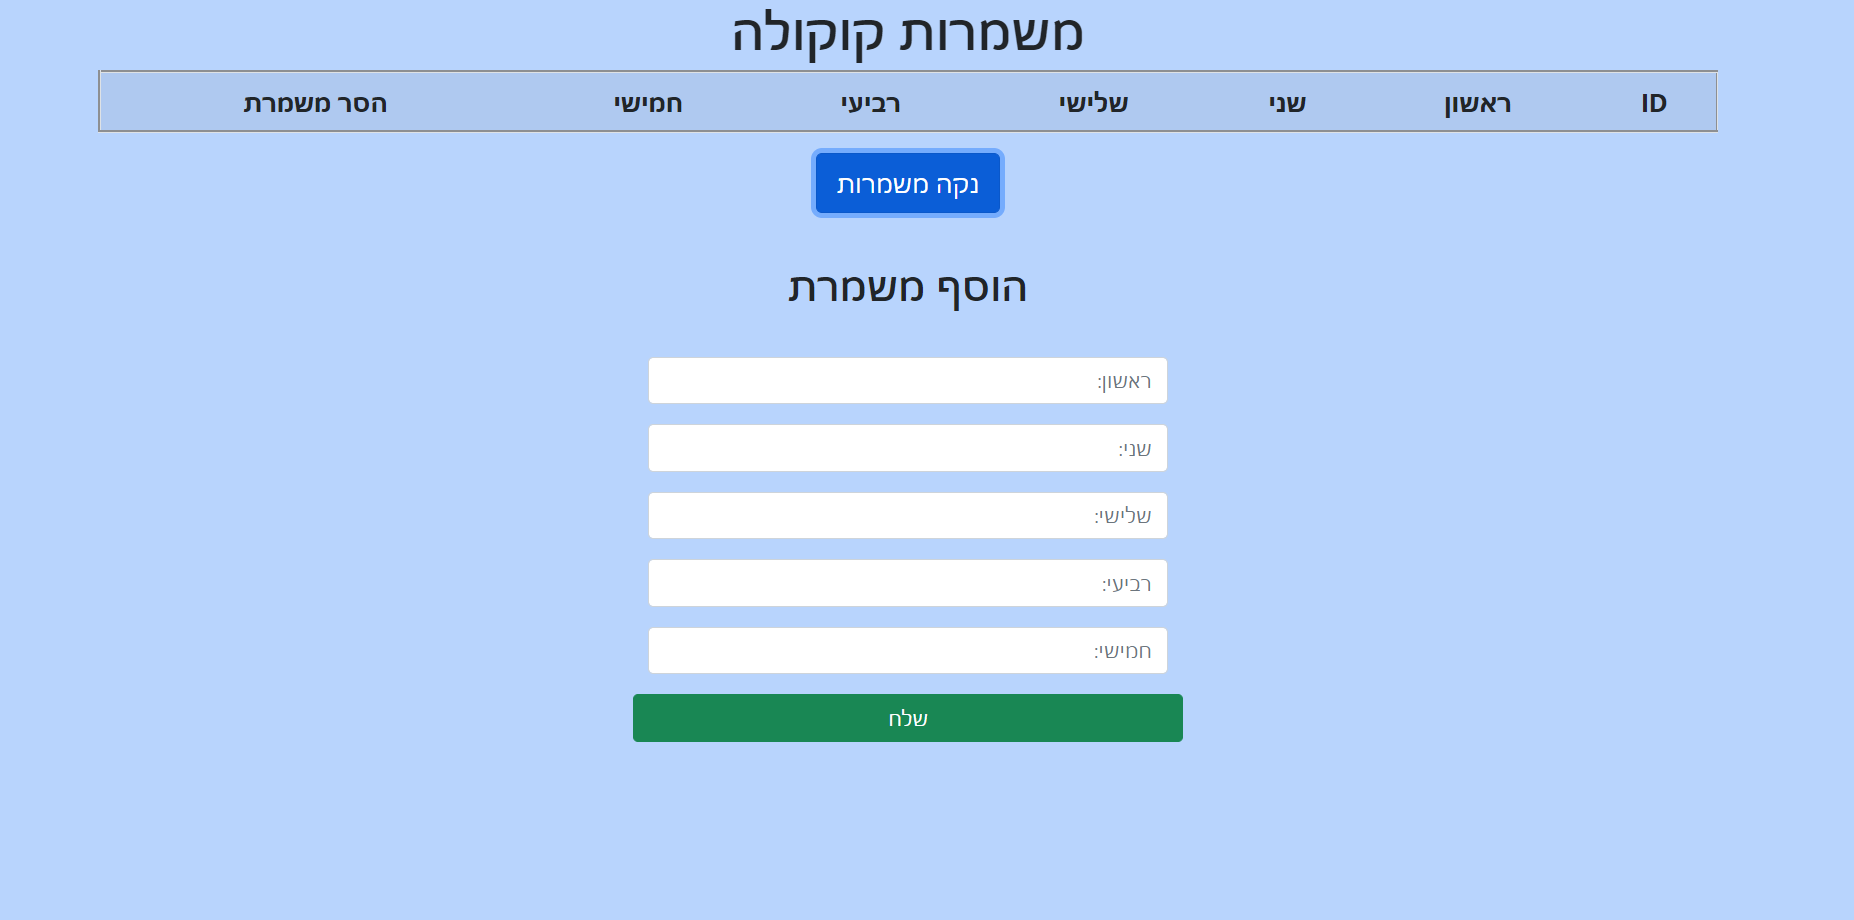 משמרות קוקולה
ID ראשון שני שלישי רביעי חמישי הסר משמרת
נקה משמרות
הוסף משמרת
ראשון:
שני:
שלישי:
רביעי:
חמישי:
שלח